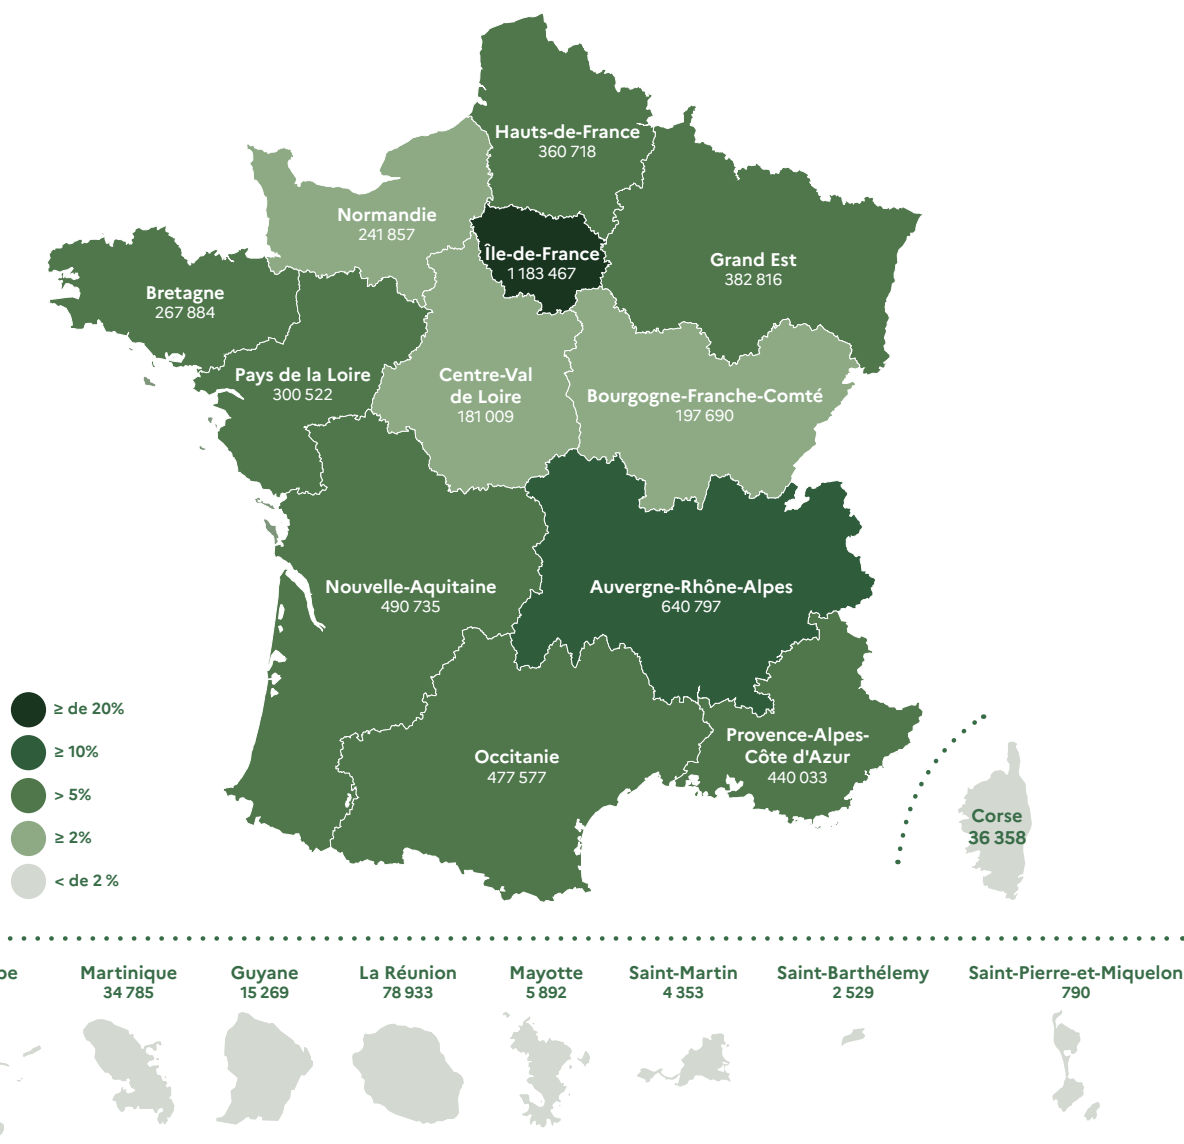 Hauts-de-France
360 718
Normandie
241 857
Île-de-France
1 183 467
Grand Est
382 816
Bretagne
267 884
Pays de la Loire
300 522
Centre-Val
de Loire
181 009
Bourgogne-Franche-Comté
197 690
Nouvelle-Aquitaine
490 735
Auvergne-Rhône-Alpes
640 797
Occitanie
477 577
Provence-Alpes-
Côte d'Azur
440 033
Corse
36 358
≥ de 20%
≥ 10%
> 5%
≥ 2%
< de 2 %
Martinique
34 785
Guyane
15 269
La Réunion
78 933
Mayotte
5 892
Saint-Martin
4 353
Saint-Barthélemy
2 529
Saint-Pierre-et-Miquelon
790